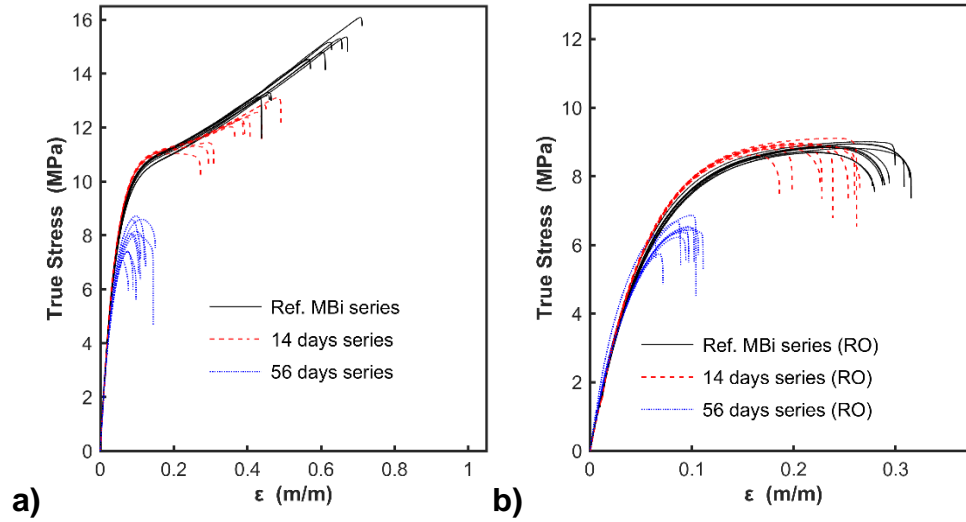 16
14
12
10
8
6
4
2
0
True Stress (MPa)
Ref. MBi series
14 days series
56 days series
0 0.2 0.4 0.6 0.8 1
ε (m/m)
a)
12
10
8
6
4
2
0
True Stress (MPa)
Ref. MBi series (RO)
14 days series (RO)
56 days series (RO)
0 0.1 0.2 0.3
ε (m/m)
b)